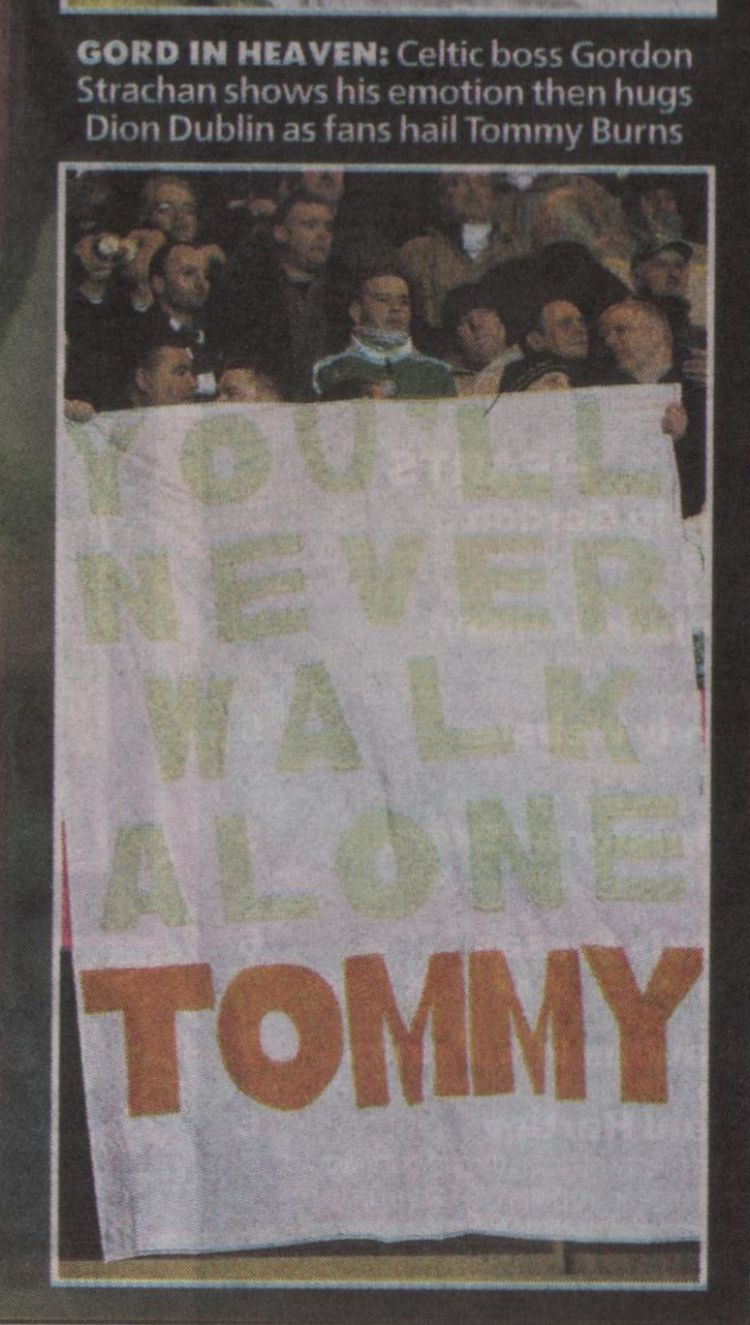 GORD IN HEAVEN: Celtic boss Gordon
Strachan shows his emotion then hugs
Dion Dublin as fans hail Tommy Burns
YOU'LL
NEVER
WALK
ALONE
TOMMY